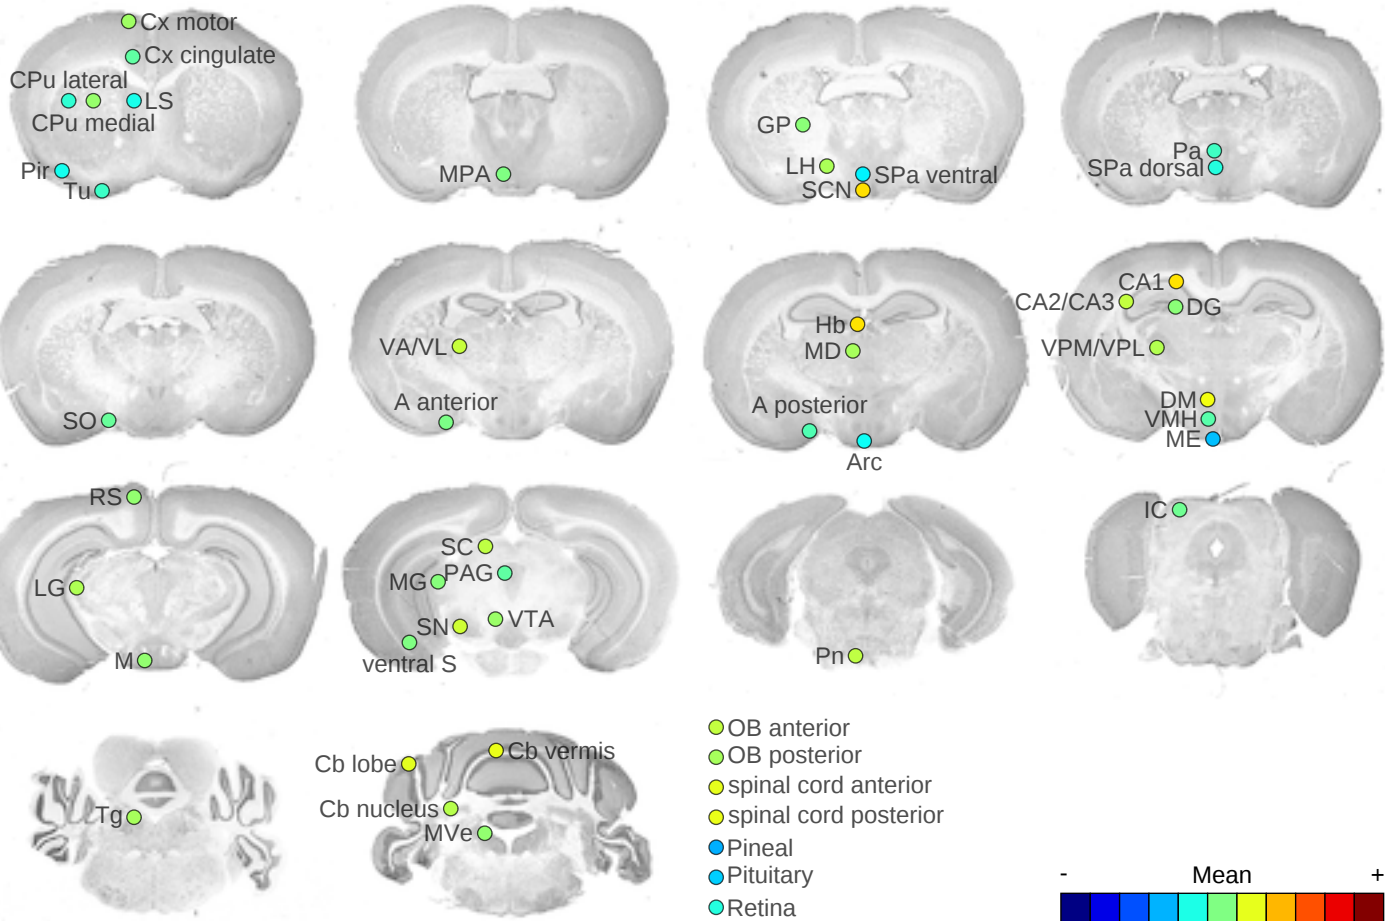 Cx motor
Cx cingulate
CPu lateral
LS
CPu medial
Pir
Tu
MPA
GP
LH
SPa ventral
SCN
Pa
SPa dorsal
SO
VA/VL
A anterior
Hb
MD
A posterior
Arc
CA1
CA2/CA3
DG
VPM/VPL
DM
VMH
ME
RS
LG
M
SC
PAG
MG
VTA
SN
ventral S
Pn
IC
Tg
Cb vermis
Cb lobe
Cb nucleus
MVe
OB anterior
OB posterior
spinal cord anterior
spinal cord posterior
Pineal
Pituitary
Retina
- Mean +